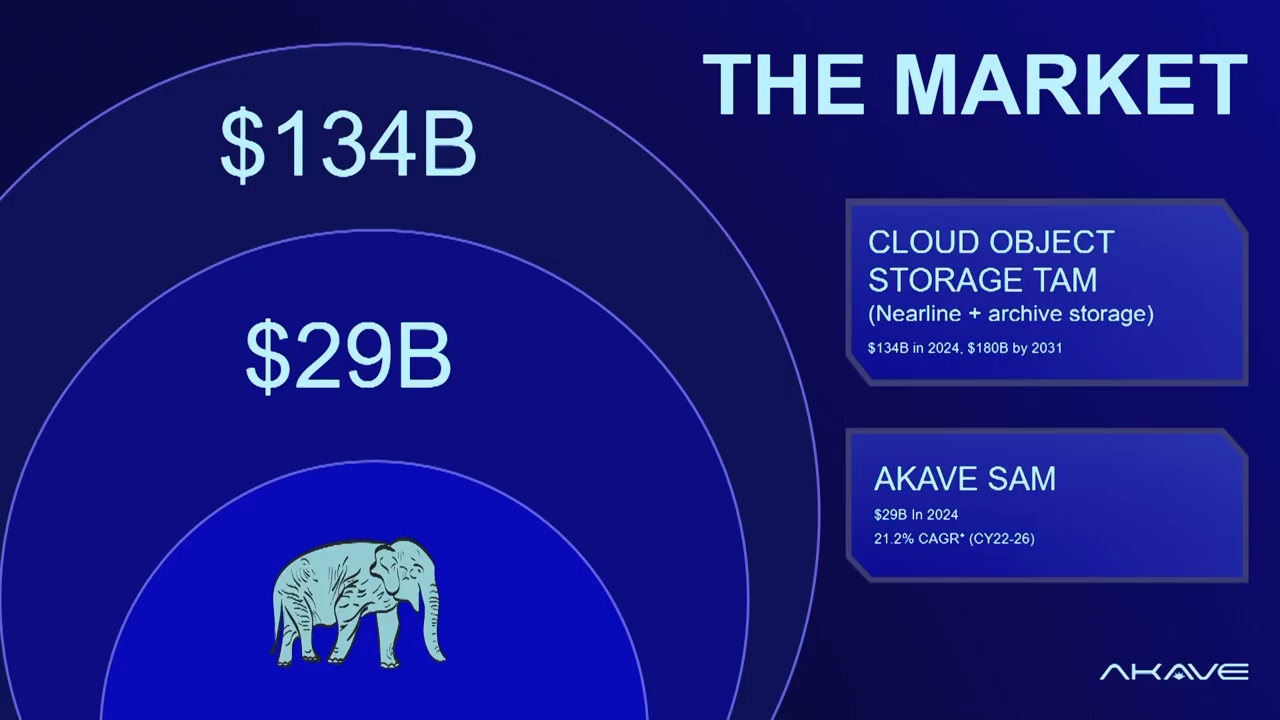 THE MARKET
$134B
$29B
CLOUD OBJECT
STORAGE TAM
(Nearline + archive storage)
$134B in 2024, $180B by 2031
AKAVE SAM
$29B In 2024
21.2% CAGR* (CY22-26)
AKAVE